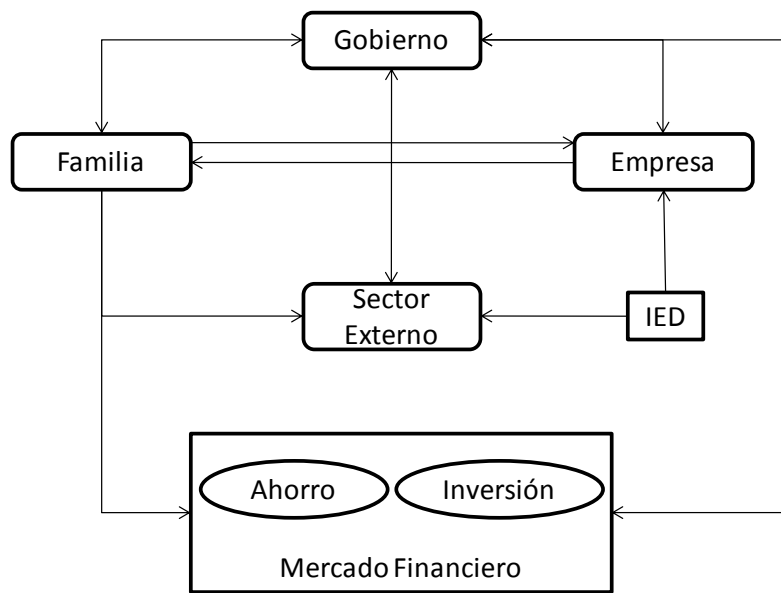 Gobierno
Familia
Empresa
Sector
Externo
IED
Ahorro
Inversión
Mercado Financiero